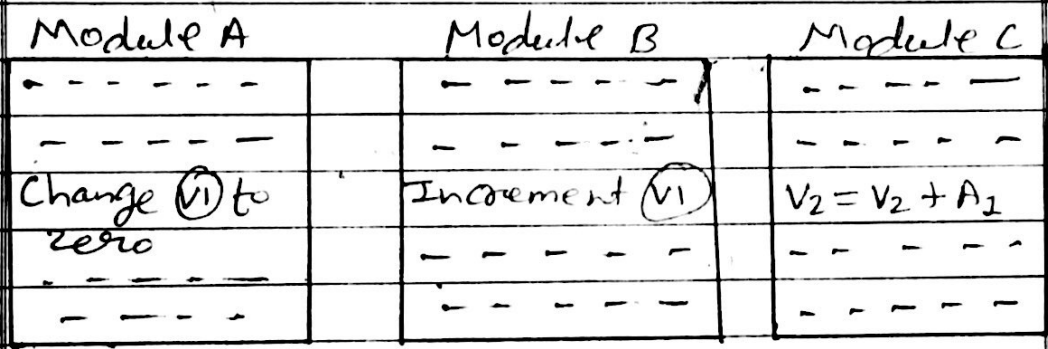 Module A Module B Module C
Change V1 to Increment V1 V2 = V2 + A1
zero